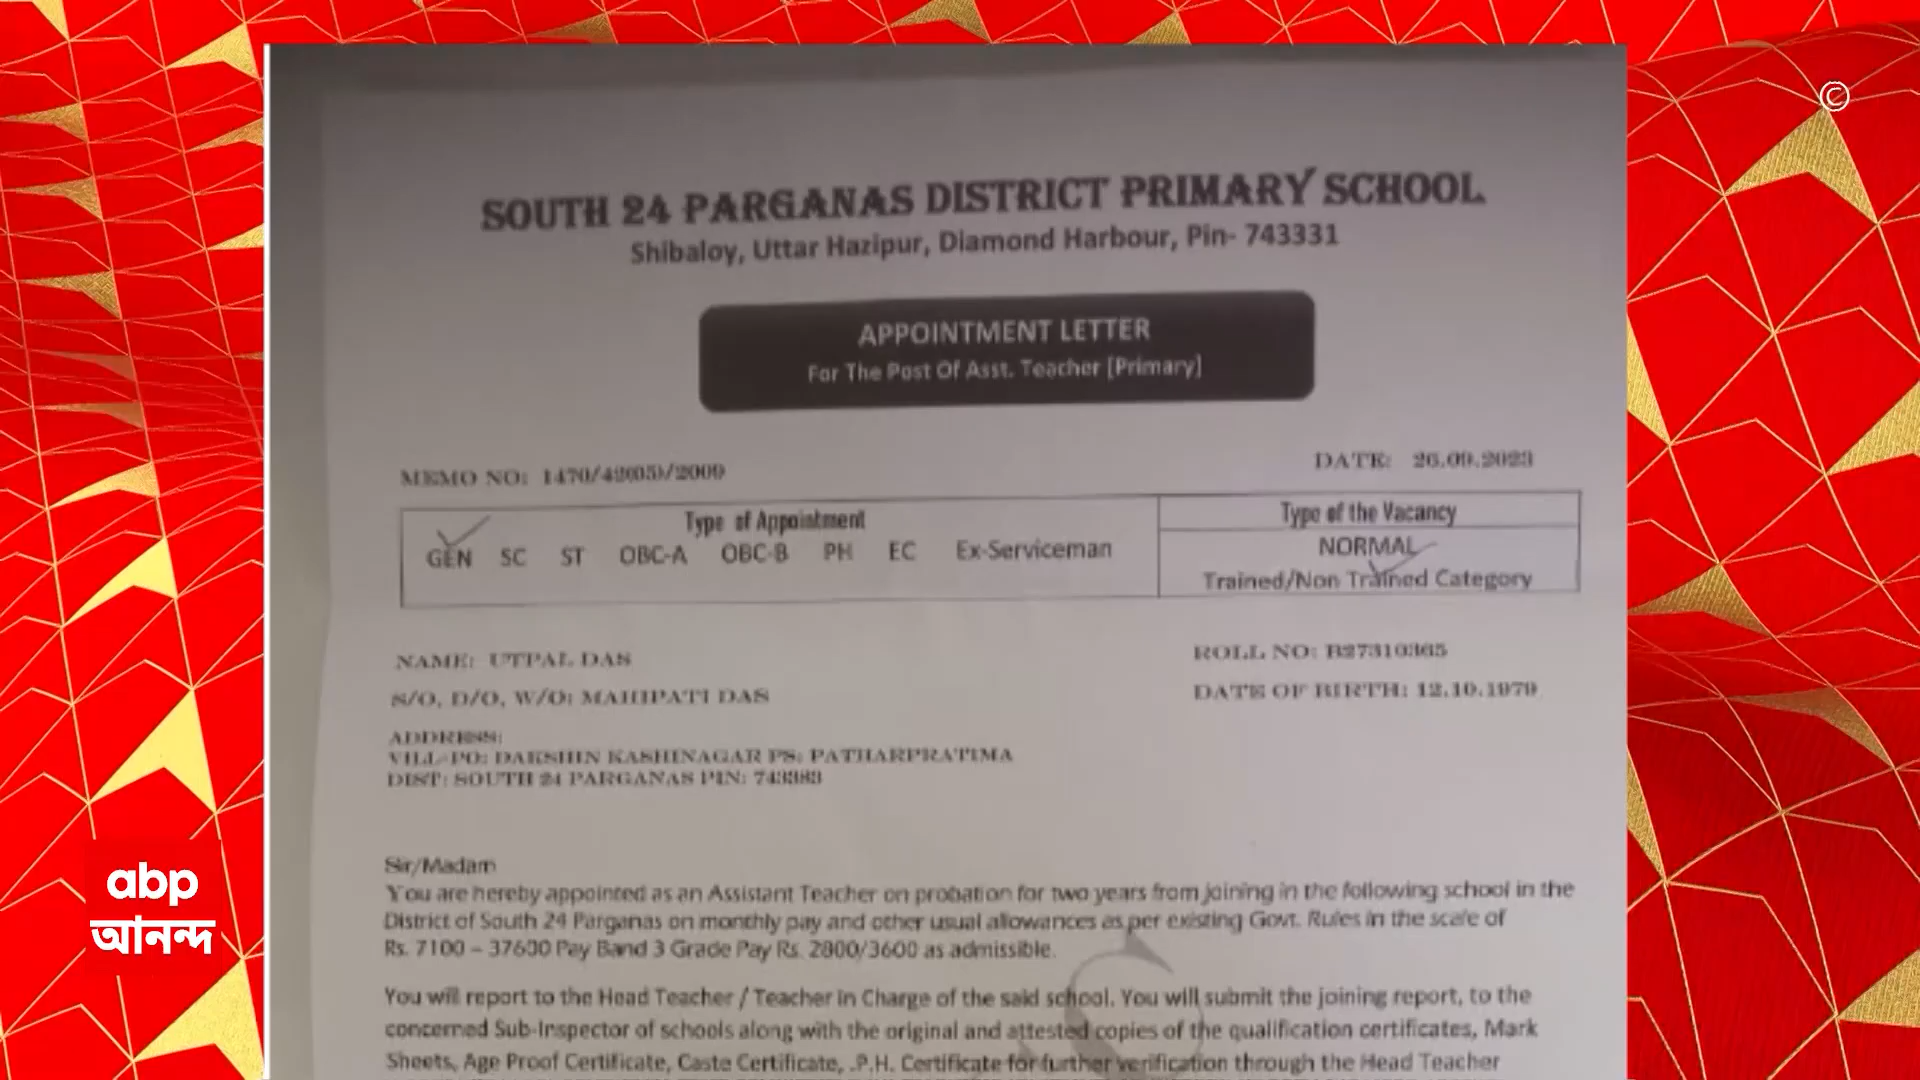 ©
SOUTH 24 PARGANAS DISTRICT PRIMARY SCHOOL
Shibaloy, Uttar Hazipur, Diamond Harbour, Pin- 743331
APPOINTMENT LETTER
For The Post Of Asst. Teacher [Primary]
MEMO NO: 1470/42(05)/2009
DATE: 26.09.2023
Type of Appointment
Type of the Vacancy
GEN SC ST OBC-A OBC-B PH EC Ex-Serviceman
NORMAL
Trained/Non Trained Category
NAME: UTPAL DAS
ROLL NO: B27310365
S/O, D/O, W/O: MAHIPATI DAS
DATE OF BIRTH: 12.10.1979
ADDRESS:
VILL-PO: DAKSHIN KASHINAGAR PS: PATHARPRATIMA
DIST: SOUTH 24 PARGANAS PIN: 743383
Sir/Madam
You are hereby appointed as an Assistant Teacher on probation for two years from joining in the following school in the
District of South 24 Parganas on monthly pay and other usual allowances as per existing Govt. Rules in the scale of
Rs. 7100 – 37600 Pay Band 3 Grade Pay Rs. 2800/3600 as admissible.
You will report to the Head Teacher / Teacher in Charge of the said school. You will submit the joining report, to the
concerned Sub-Inspector of schools along with the original and attested copies of the qualification certificates, Mark
Sheets, Age Proof Certificate, Caste Certificate, .P.H. Certificate for further verification through the Head Teacher
abp
আনন্দ